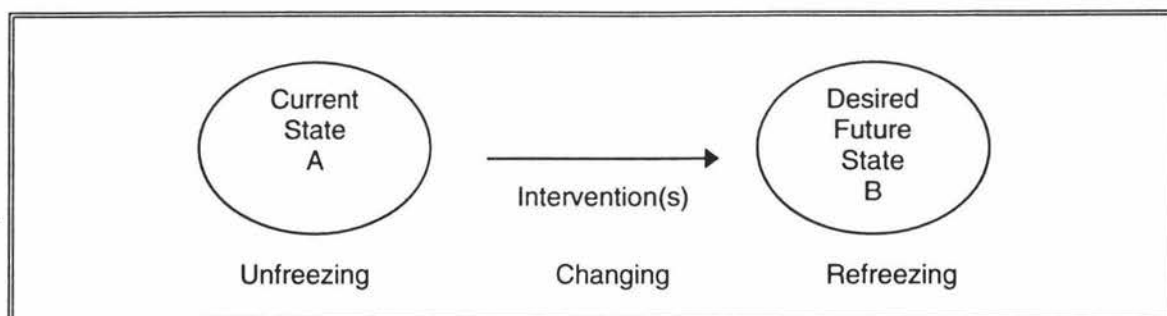 Current
State
A
Intervention(s)
Desired
Future
State
B
Unfreezing
Changing
Refreezing